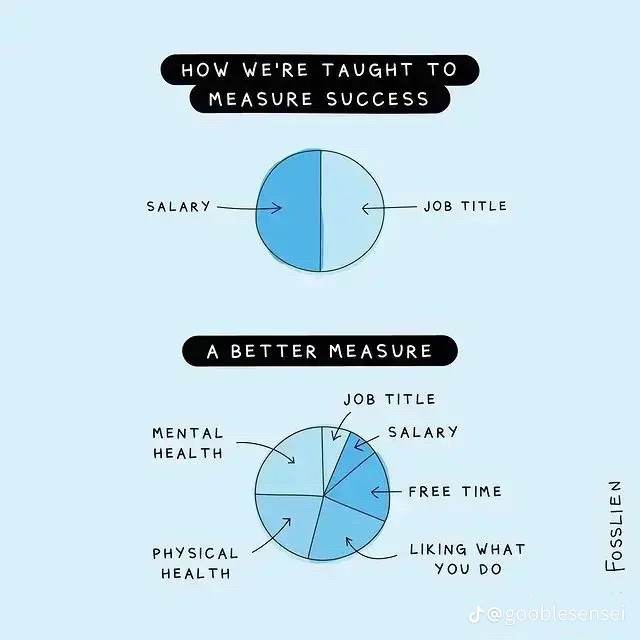 HOW WE'RE TAUGHT TO
MEASURE SUCCESS
SALARY
JOB TITLE
A BETTER MEASURE
JOB TITLE
SALARY
MENTAL
HEALTH
FREE TIME
LIKING WHAT
YOU DO
PHYSICAL
HEALTH
FOSSLIEN
@gooblesensei